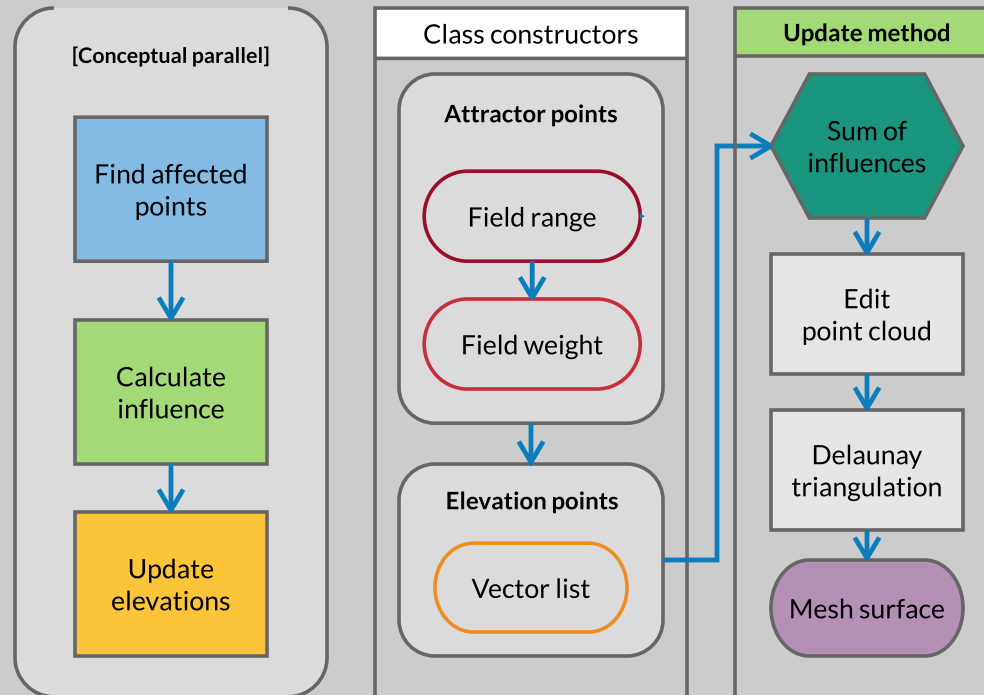 [Conceptual parallel]
Find affected
points
Calculate
influence
Update
elevations
Class constructors
Attractor points
Field range
Field weight
Elevation points
Vector list
Update method
Sum of
influences
Edit
point cloud
Delaunay
triangulation
Mesh surface